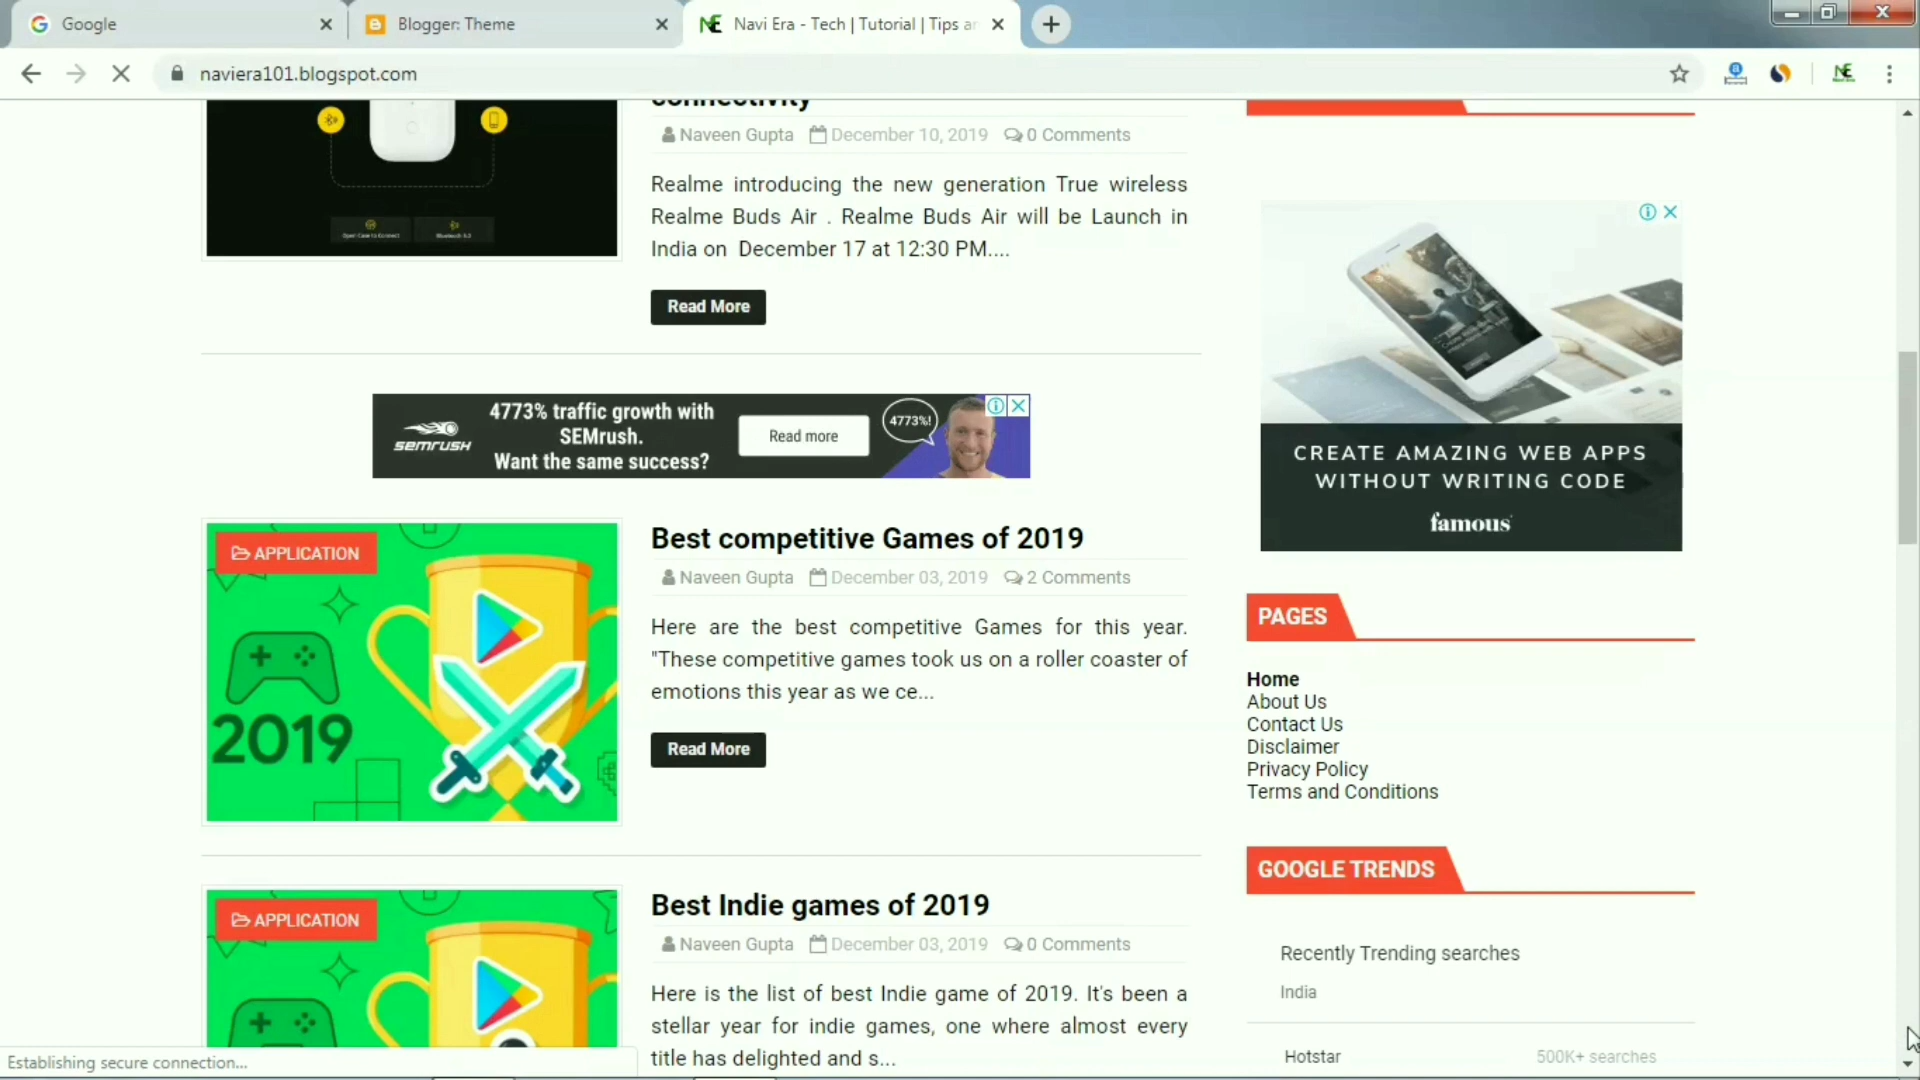 Google
Blogger: Theme
Navi Era - Tech | Tutorial | Tips
naviera101.blogspot.com
connectivity
Naveen Gupta December 10, 2019 0 Comments
Realme introducing the new generation True wireless
Realme Buds Air . Realme Buds Air will be Launch in
India on December 17 at 12:30 PM....
Read More
Open Case to Connect
Bluetooth 5.0
SEMRUSH
4773% traffic growth with
SEMrush.
Want the same success?
Read more
4773%!
APPLICATION
2019
Best competitive Games of 2019
Naveen Gupta December 03, 2019 2 Comments
Here are the best competitive Games for this year.
"These competitive games took us on a roller coaster of
emotions this year as we ce...
Read More
APPLICATION
Best Indie games of 2019
Naveen Gupta December 03, 2019 0 Comments
Here is the list of best Indie game of 2019. It's been a
stellar year for indie games, one where almost every
title has delighted and s...
CREATE AMAZING WEB APPS
WITHOUT WRITING CODE
famous
PAGES
Home
About Us
Contact Us
Disclaimer
Privacy Policy
Terms and Conditions
GOOGLE TRENDS
Recently Trending searches
India
Hotstar 500K+ searches
Establishing secure connection...